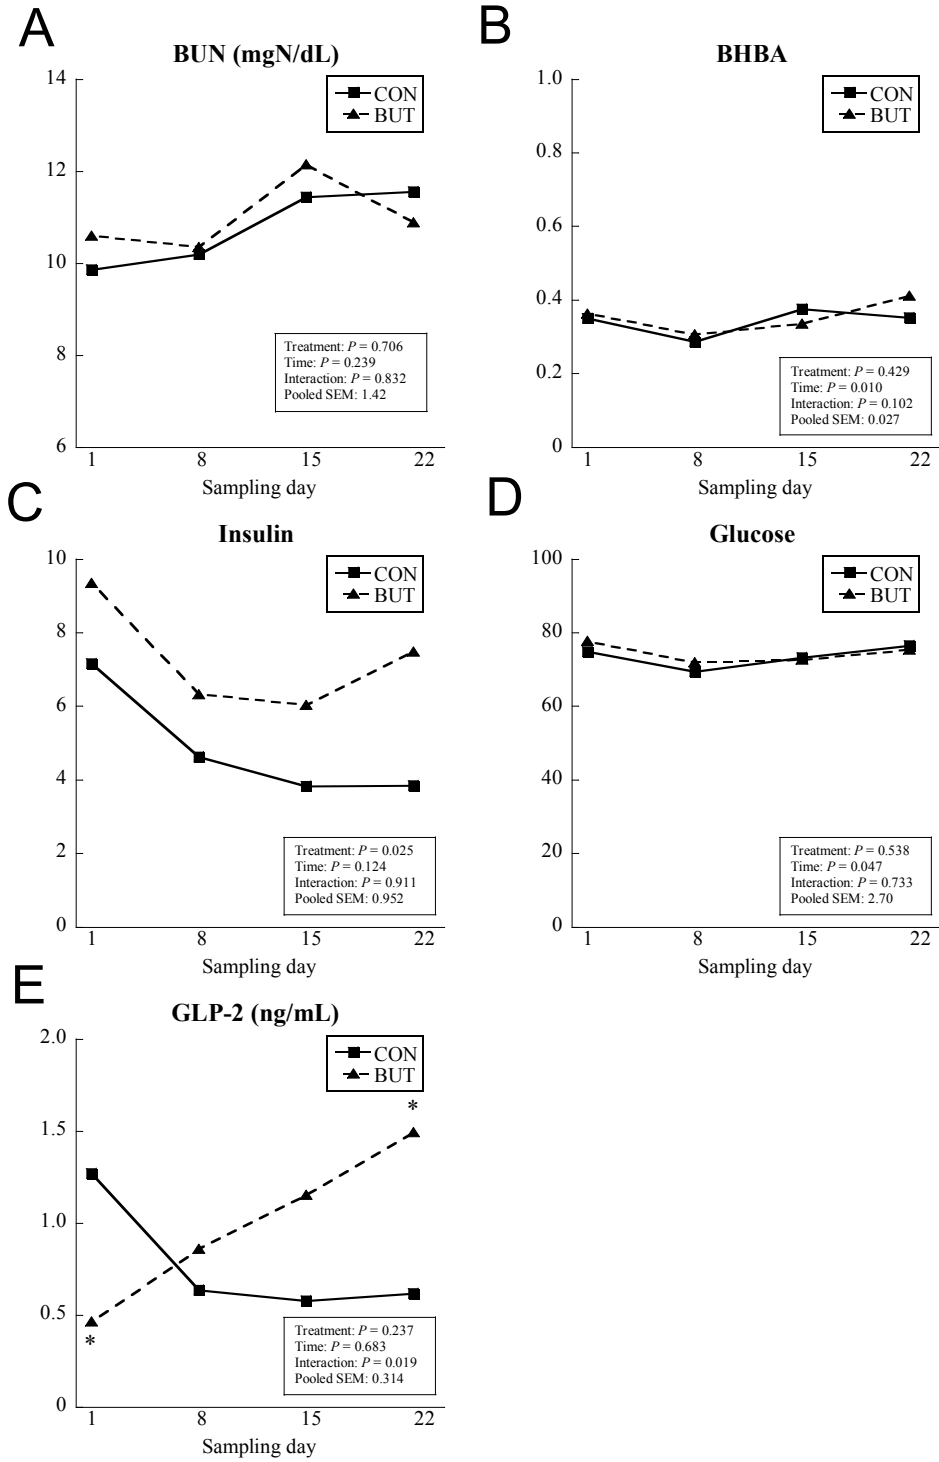 A
BUN (mgN/dL)
14
12
10
8
6
CON
BUT
Treatment: P = 0.706
Time: P = 0.239
Interaction: P = 0.832
Pooled SEM: 1.42
1 8 15 22
Sampling day
B
BHBA
1.0
0.8
0.6
0.4
0.2
0
CON
BUT
Treatment: P = 0.429
Time: P = 0.010
Interaction: P = 0.102
Pooled SEM: 0.027
1 8 15 22
Sampling day
C
Insulin
10
8
6
4
2
0
CON
BUT
Treatment: P = 0.025
Time: P = 0.124
Interaction: P = 0.911
Pooled SEM: 0.952
1 8 15 22
Sampling day
D
Glucose
100
80
60
40
20
0
CON
BUT
Treatment: P = 0.538
Time: P = 0.047
Interaction: P = 0.733
Pooled SEM: 2.70
1 8 15 22
Sampling day
E
GLP-2 (ng/mL)
2.0
1.5
1.0
0.5
0
CON
BUT
*
*
Treatment: P = 0.237
Time: P = 0.683
Interaction: P = 0.019
Pooled SEM: 0.314
1 8 15 22
Sampling day